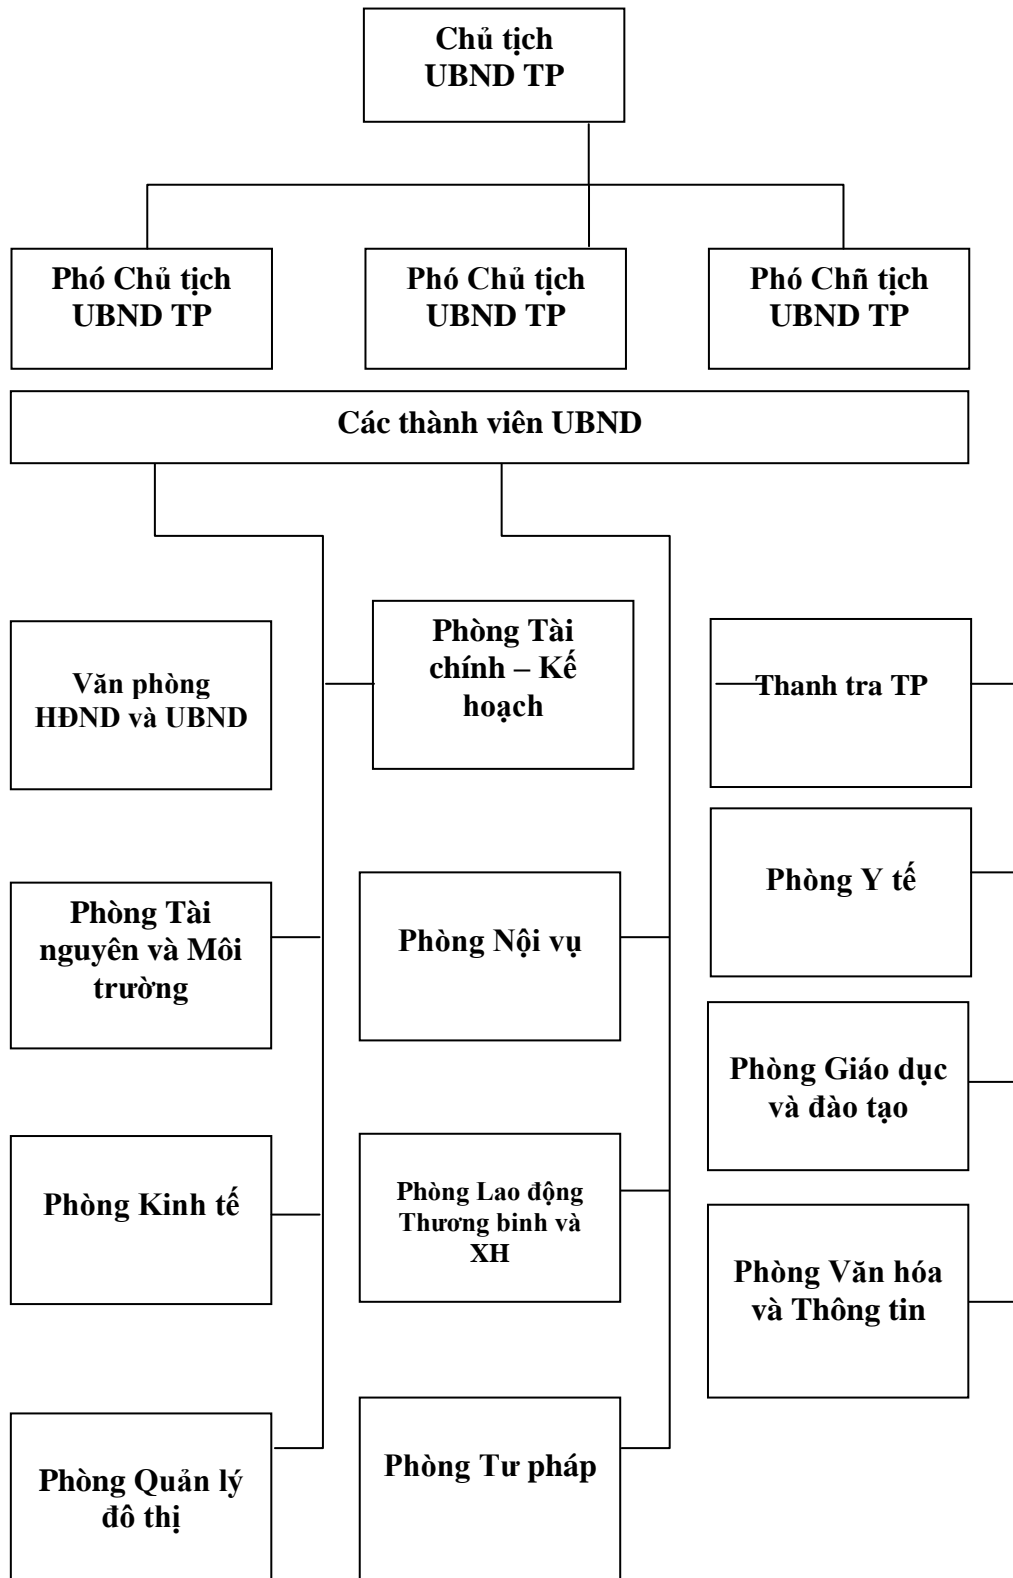 Chủ tịch
UBND TP
Phó Chủ tịch
UBND TP
Phó Chủ tịch
UBND TP
Phó Chñ tịch
UBND TP
Các thành viên UBND
Văn phòng
HĐND và UBND
Phòng Tài
chính – Kế
hoạch
Thanh tra TP
Phòng Y tế
Phòng Tài
nguyên và Môi
trường
Phòng Nội vụ
Phòng Giáo dục
và đào tạo
Phòng Kinh tế
Phòng Lao động
Thương binh và
XH
Phòng Văn hóa
và Thông tin
Phòng Quản lý
đô thị
Phòng Tư pháp